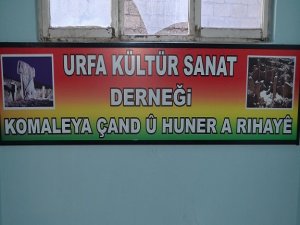 URFA KÜLTÜR SANAT
DERNEĞİ
KOMALEYA ÇAND Û HUNER A RIHAYÊ